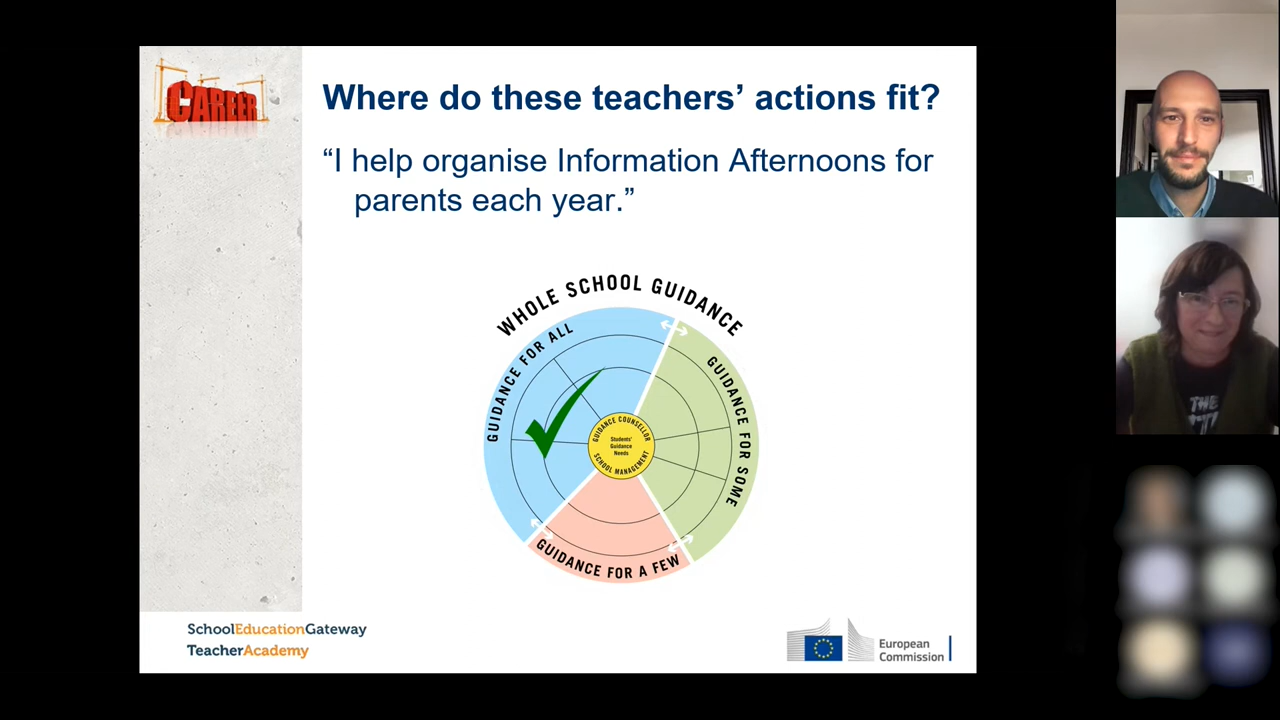 CAREER
Where do these teachers’ actions fit?
“I help organise Information Afternoons for
parents each year.”
WHOLE SCHOOL GUIDANCE
GUIDANCE FOR ALL
GUIDANCE FOR SOME
GUIDANCE FOR A FEW
GUIDANCE COUNSELLOR
Students'
Guidance
Needs
SCHOOL MANAGEMENT
SchoolEducationGateway
TeacherAcademy
European
Commission
THE